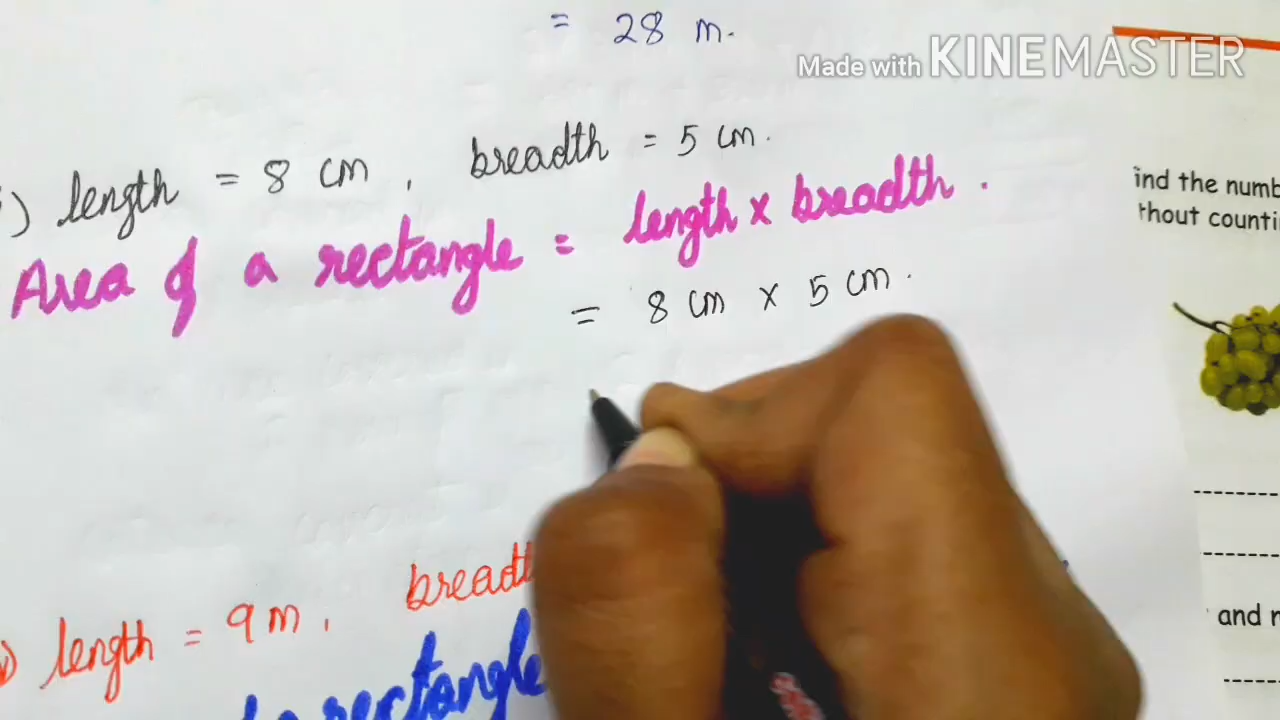 = 28 m.
Made with KINEMASTER
) length = 8 cm , breadth = 5 cm.
Area of a rectangle = length x breadth .
= 8 cm x 5 cm.
ind the numb
thout counti
) length = 9 m , breadt
rectangle
and